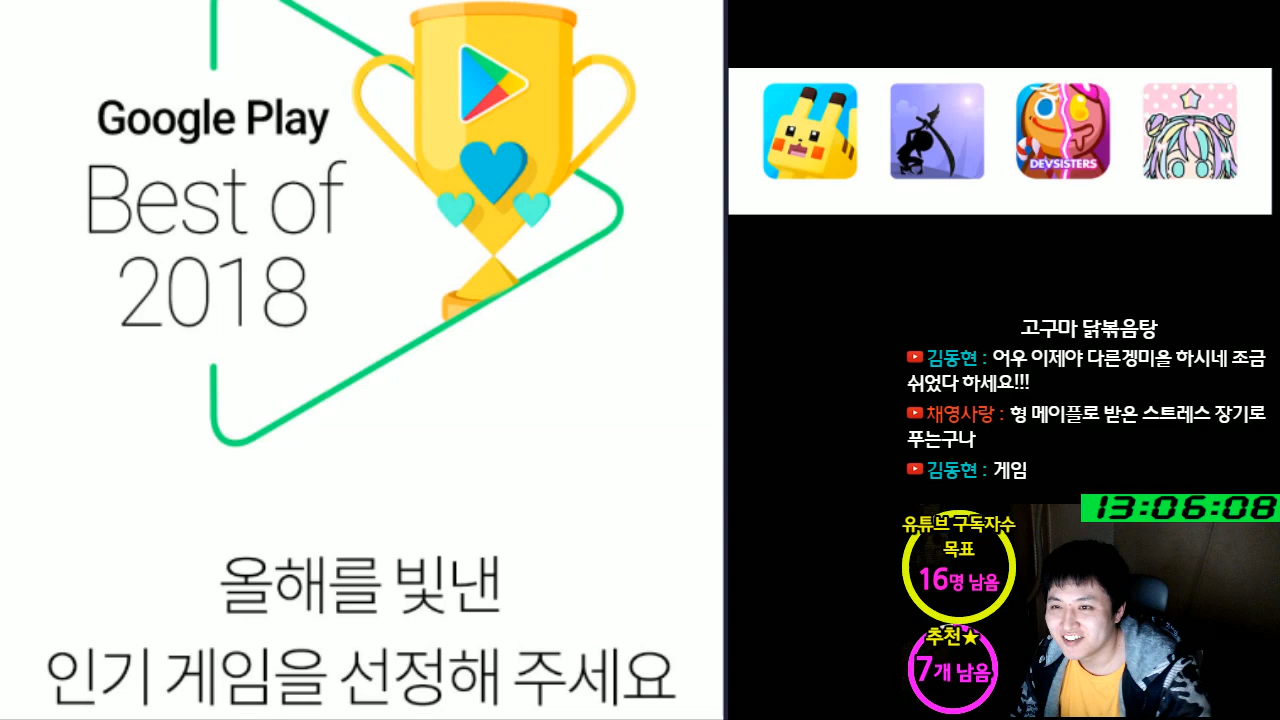 Google Play
Best of
2018
올해를 빛낸
인기 게임을 선정해 주세요
DEVSISTERS
고구마 닭볶음탕
김동현 : 어우 이제야 다른겡미을 하시네 조금
쉬었다 하세요!!!
채영사랑 : 형 메이플로 받은 스트레스 장기로
푸는구나
김동현 : 게임
13:06:08
유튜브 구독자수
목표
16명 남음
추천★
7개 남음